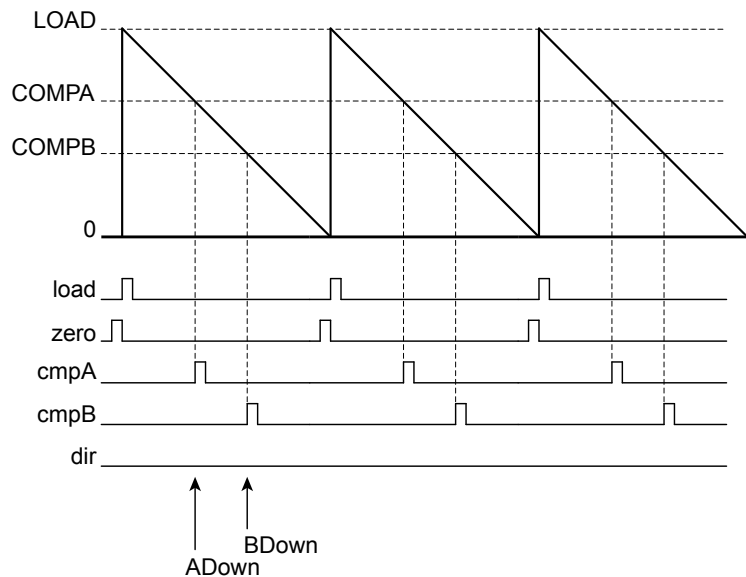 LOAD
COMPA
COMPB
0
load
zero
cmpA
cmpB
dir
BDown
ADown